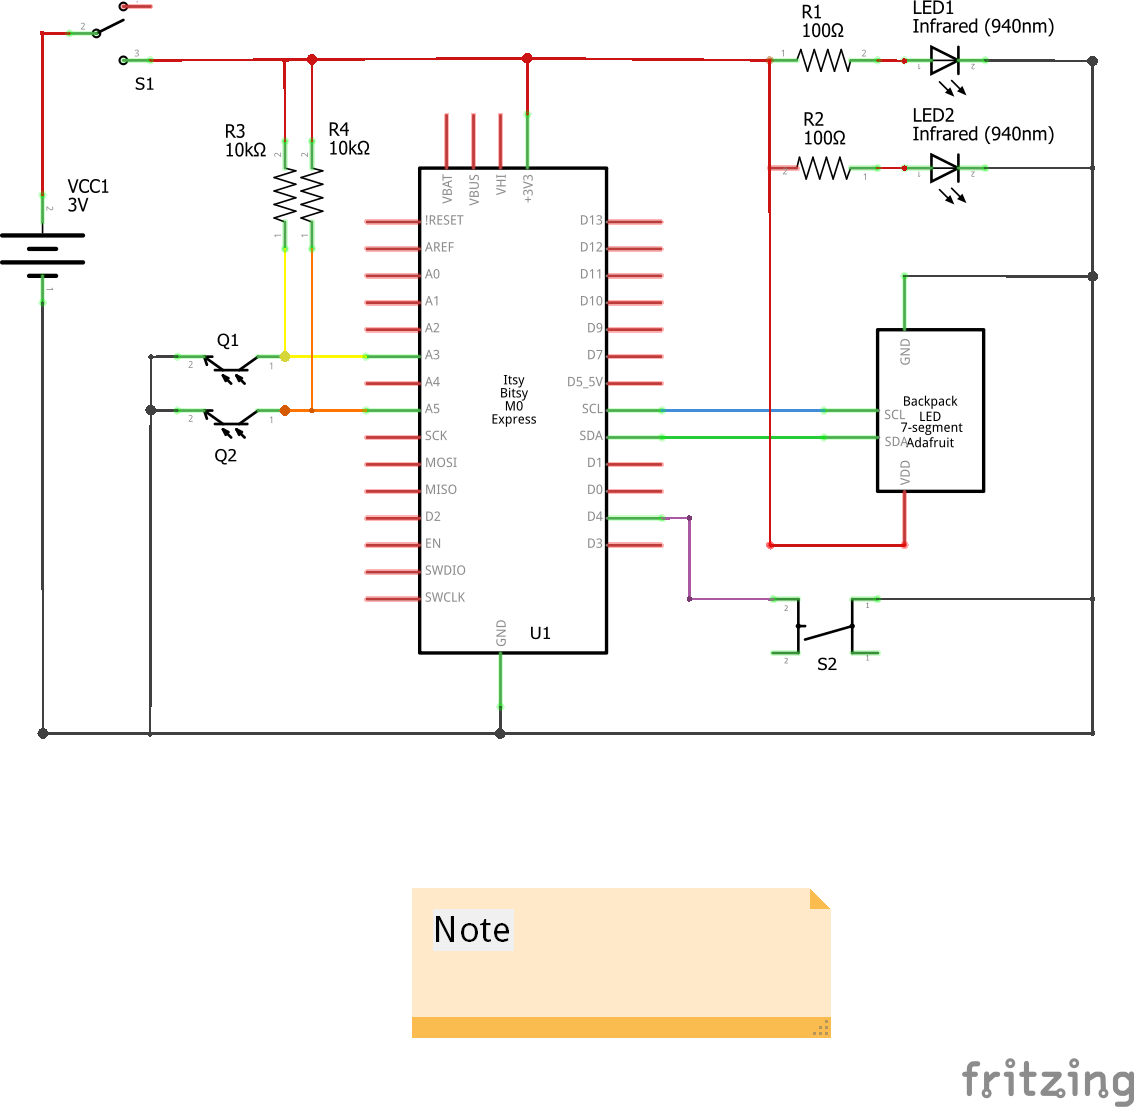 2
3
S1
VCC1
3V
2
1
R3
10kΩ
2
1
R4
10kΩ
2
1
R1
100Ω
1
2
LED1
Infrared (940nm)
1
2
R2
100Ω
2
1
LED2
Infrared (940nm)
1
2
VBAT
VBUS
VHI
+3V3
!RESET
AREF
A0
A1
A2
A3
A4
A5
SCK
MOSI
MISO
D2
EN
SWDIO
SWCLK
D13
D12
D11
D10
D9
D7
D5_5V
SCL
SDA
D1
D0
D4
D3
GND
Itsy
Bitsy
M0
Express
U1
Q1
2
1
2
1
Q2
GND
SCL
SDA
VDD
Backpack
LED
7-segment
Adafruit
2
1
2
1
S2
Note
fritzing